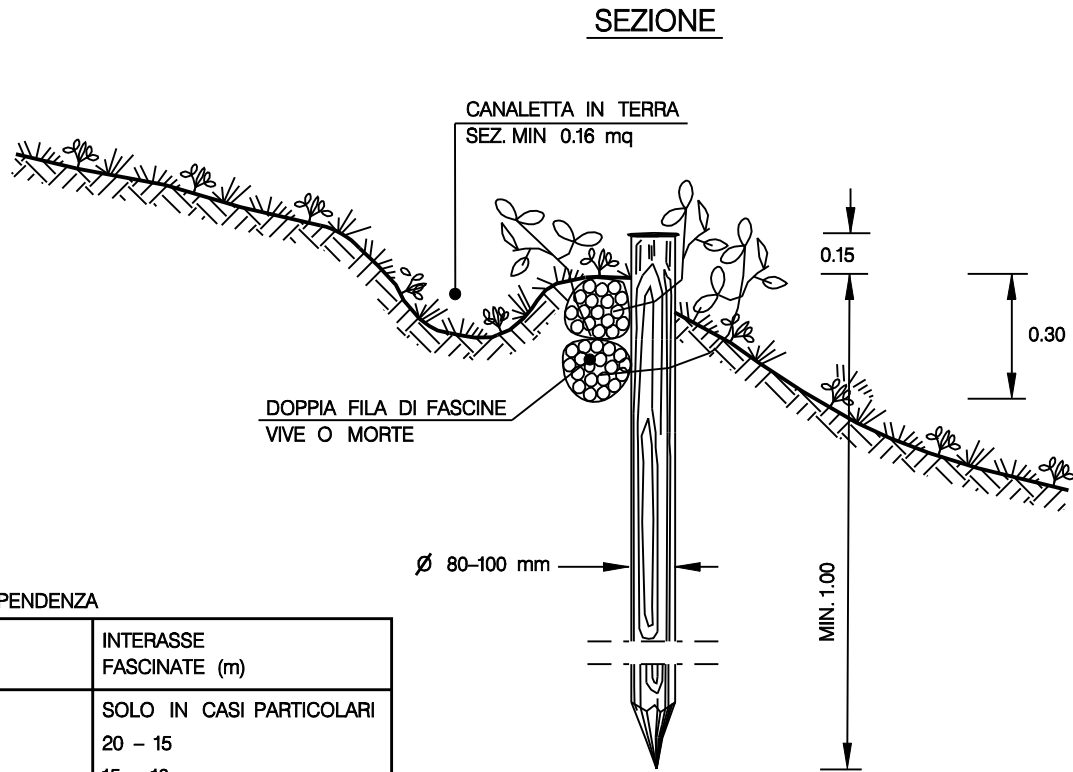 SEZIONE
CANALETTA IN TERRA
SEZ. MIN 0.16 mq
0.15
0.30
DOPPIA FILA DI FASCINE
VIVE O MORTE
Ø 80–100 mm
MIN. 1.00
PENDENZA
INTERASSE
FASCINATE (m)
SOLO IN CASI PARTICOLARI
20 – 15